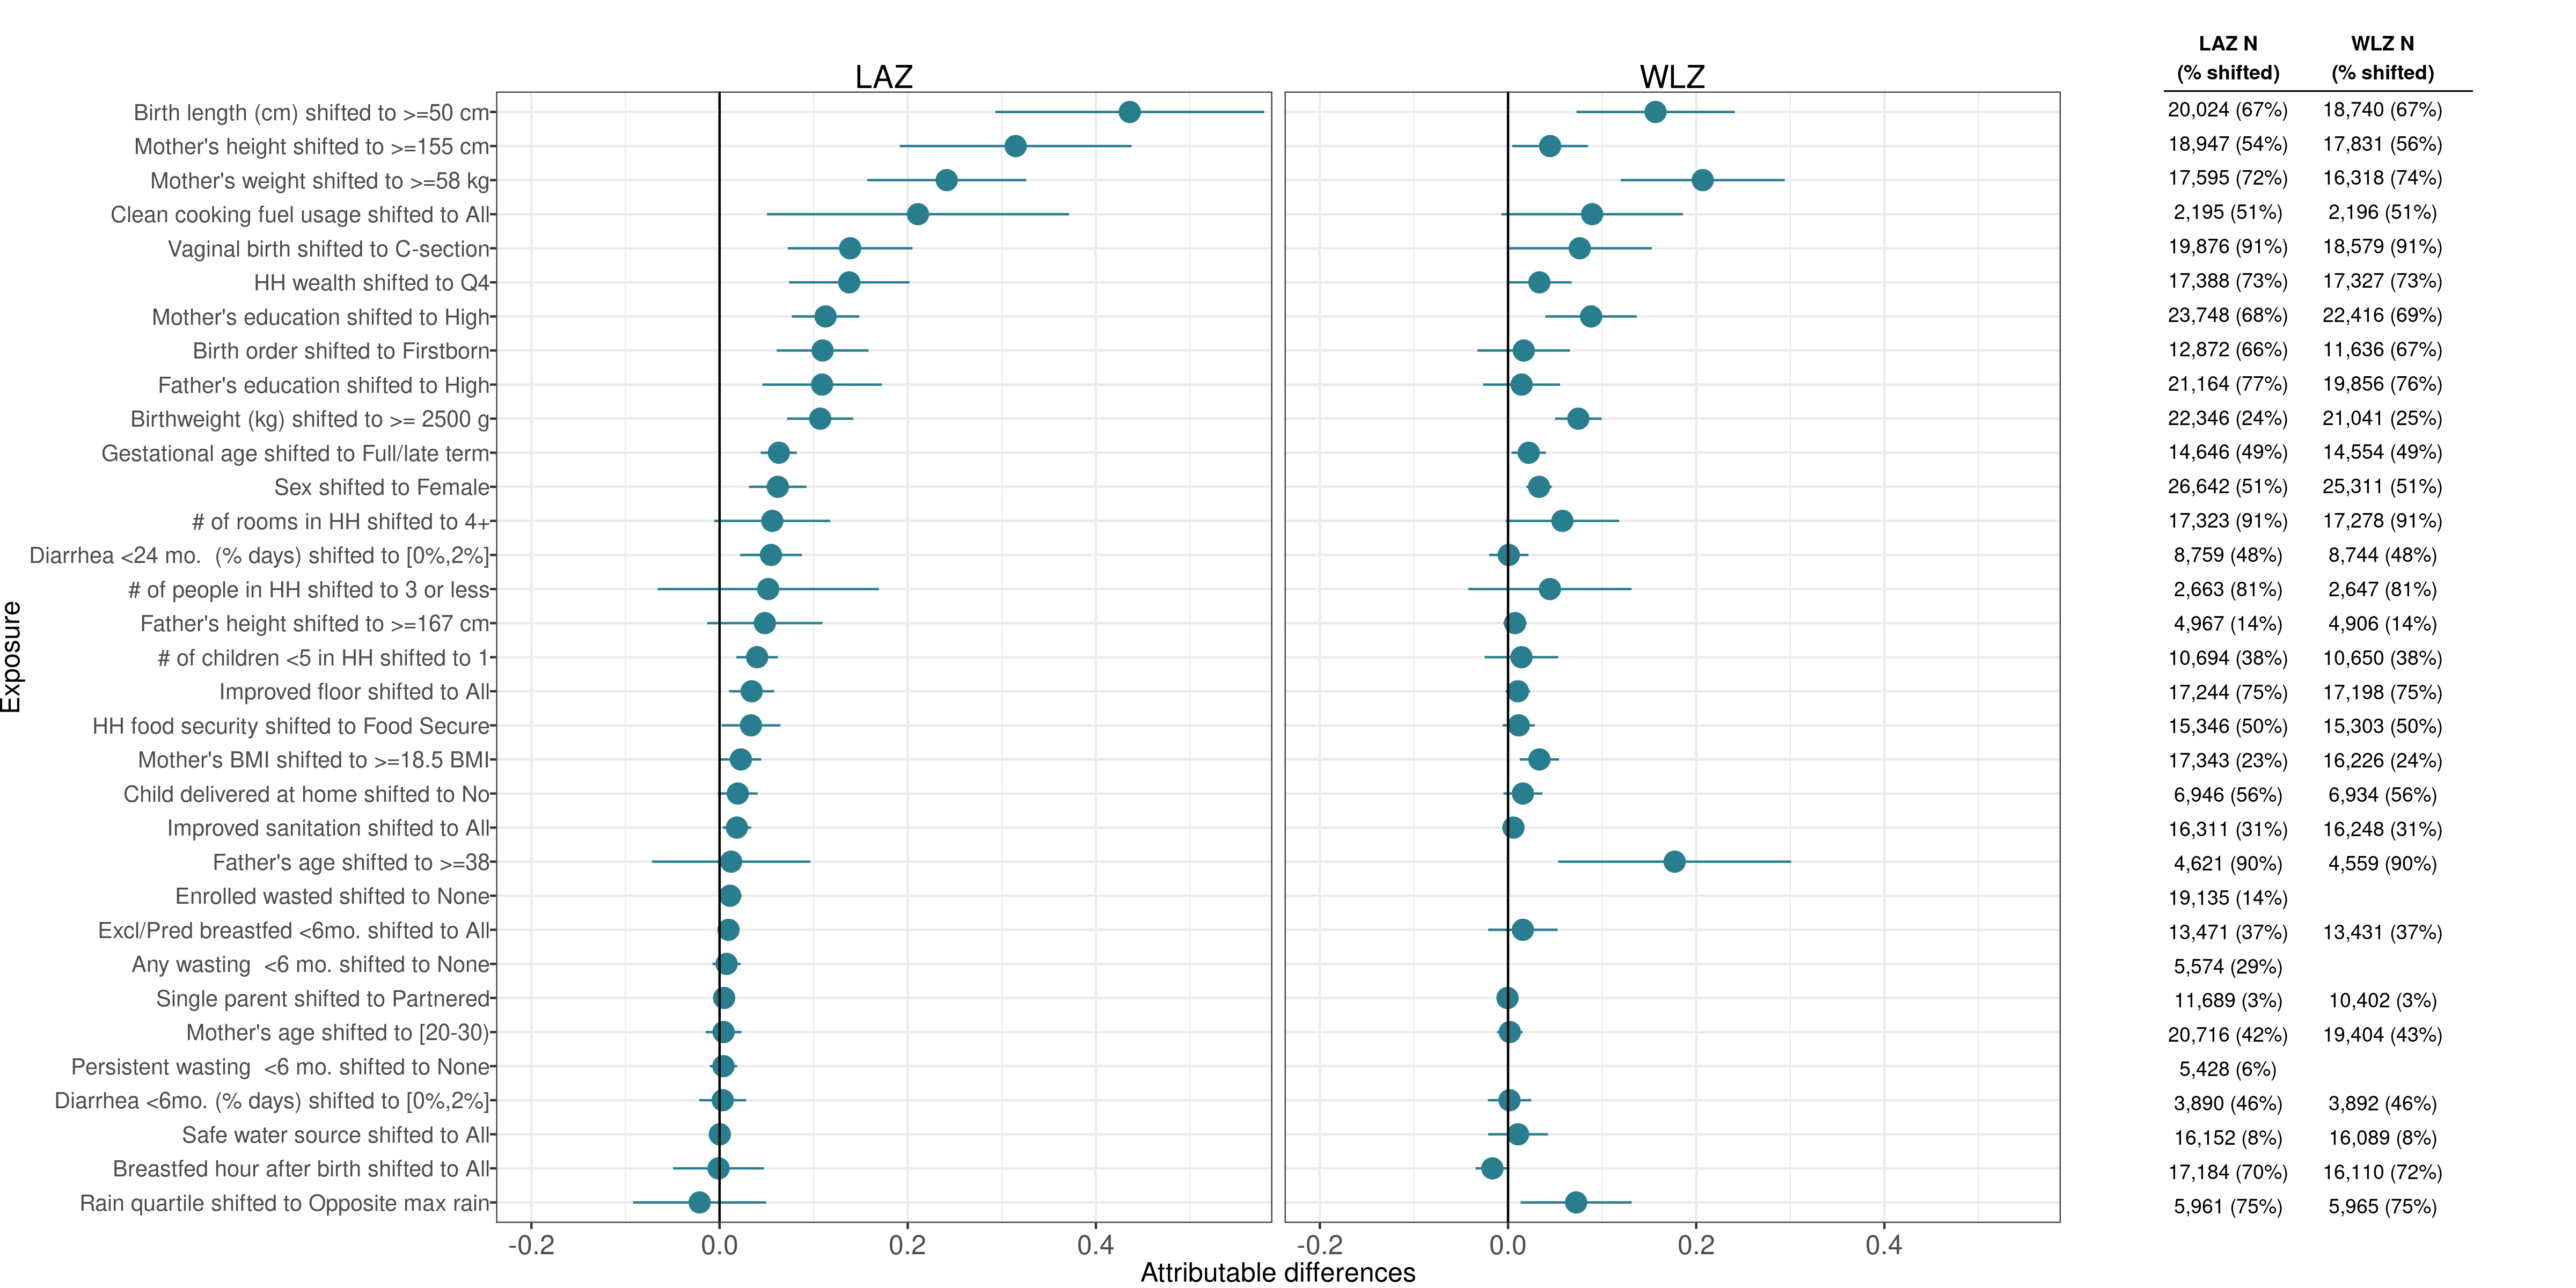 LAZ N WLZ N
(% shifted) (% shifted)
LAZ WLZ
Birth length (cm) shifted to >=50 cm 20,024 (67%) 18,740 (67%)
Mother's height shifted to >=155 cm 18,947 (54%) 17,831 (56%)
Mother's weight shifted to >=58 kg 17,595 (72%) 16,318 (74%)
Clean cooking fuel usage shifted to All 2,195 (51%) 2,196 (51%)
Vaginal birth shifted to C-section 19,876 (91%) 18,579 (91%)
HH wealth shifted to Q4 17,388 (73%) 17,327 (73%)
Mother's education shifted to High 23,748 (68%) 22,416 (69%)
Birth order shifted to Firstborn 12,872 (66%) 11,636 (67%)
Father's education shifted to High 21,164 (77%) 19,856 (76%)
Birthweight (kg) shifted to >= 2500 g 22,346 (24%) 21,041 (25%)
Gestational age shifted to Full/late term 14,646 (49%) 14,554 (49%)
Sex shifted to Female 26,642 (51%) 25,311 (51%)
# of rooms in HH shifted to 4+ 17,323 (91%) 17,278 (91%)
Diarrhea <24 mo.  (% days) shifted to [0%,2%] 8,759 (48%) 8,744 (48%)
# of people in HH shifted to 3 or less 2,663 (81%) 2,647 (81%)
Father's height shifted to >=167 cm 4,967 (14%) 4,906 (14%)
# of children <5 in HH shifted to 1 10,694 (38%) 10,650 (38%)
Improved floor shifted to All 17,244 (75%) 17,198 (75%)
HH food security shifted to Food Secure 15,346 (50%) 15,303 (50%)
Mother's BMI shifted to >=18.5 BMI 17,343 (23%) 16,226 (24%)
Child delivered at home shifted to No 6,946 (56%) 6,934 (56%)
Improved sanitation shifted to All 16,311 (31%) 16,248 (31%)
Father's age shifted to >=38 4,621 (90%) 4,559 (90%)
Enrolled wasted shifted to None 19,135 (14%)
Excl/Pred breastfed <6mo. shifted to All 13,471 (37%) 13,431 (37%)
Any wasting  <6 mo. shifted to None 5,574 (29%)
Single parent shifted to Partnered 11,689 (3%) 10,402 (3%)
Mother's age shifted to [20-30) 20,716 (42%) 19,404 (43%)
Persistent wasting  <6 mo. shifted to None 5,428 (6%)
Diarrhea <6mo. (% days) shifted to [0%,2%] 3,890 (46%) 3,892 (46%)
Safe water source shifted to All 16,152 (8%) 16,089 (8%)
Breastfed hour after birth shifted to All 17,184 (70%) 16,110 (72%)
Rain quartile shifted to Opposite max rain 5,961 (75%) 5,965 (75%)
Exposure
-0.2 0.0 0.2 0.4 -0.2 0.0 0.2 0.4
Attributable differences